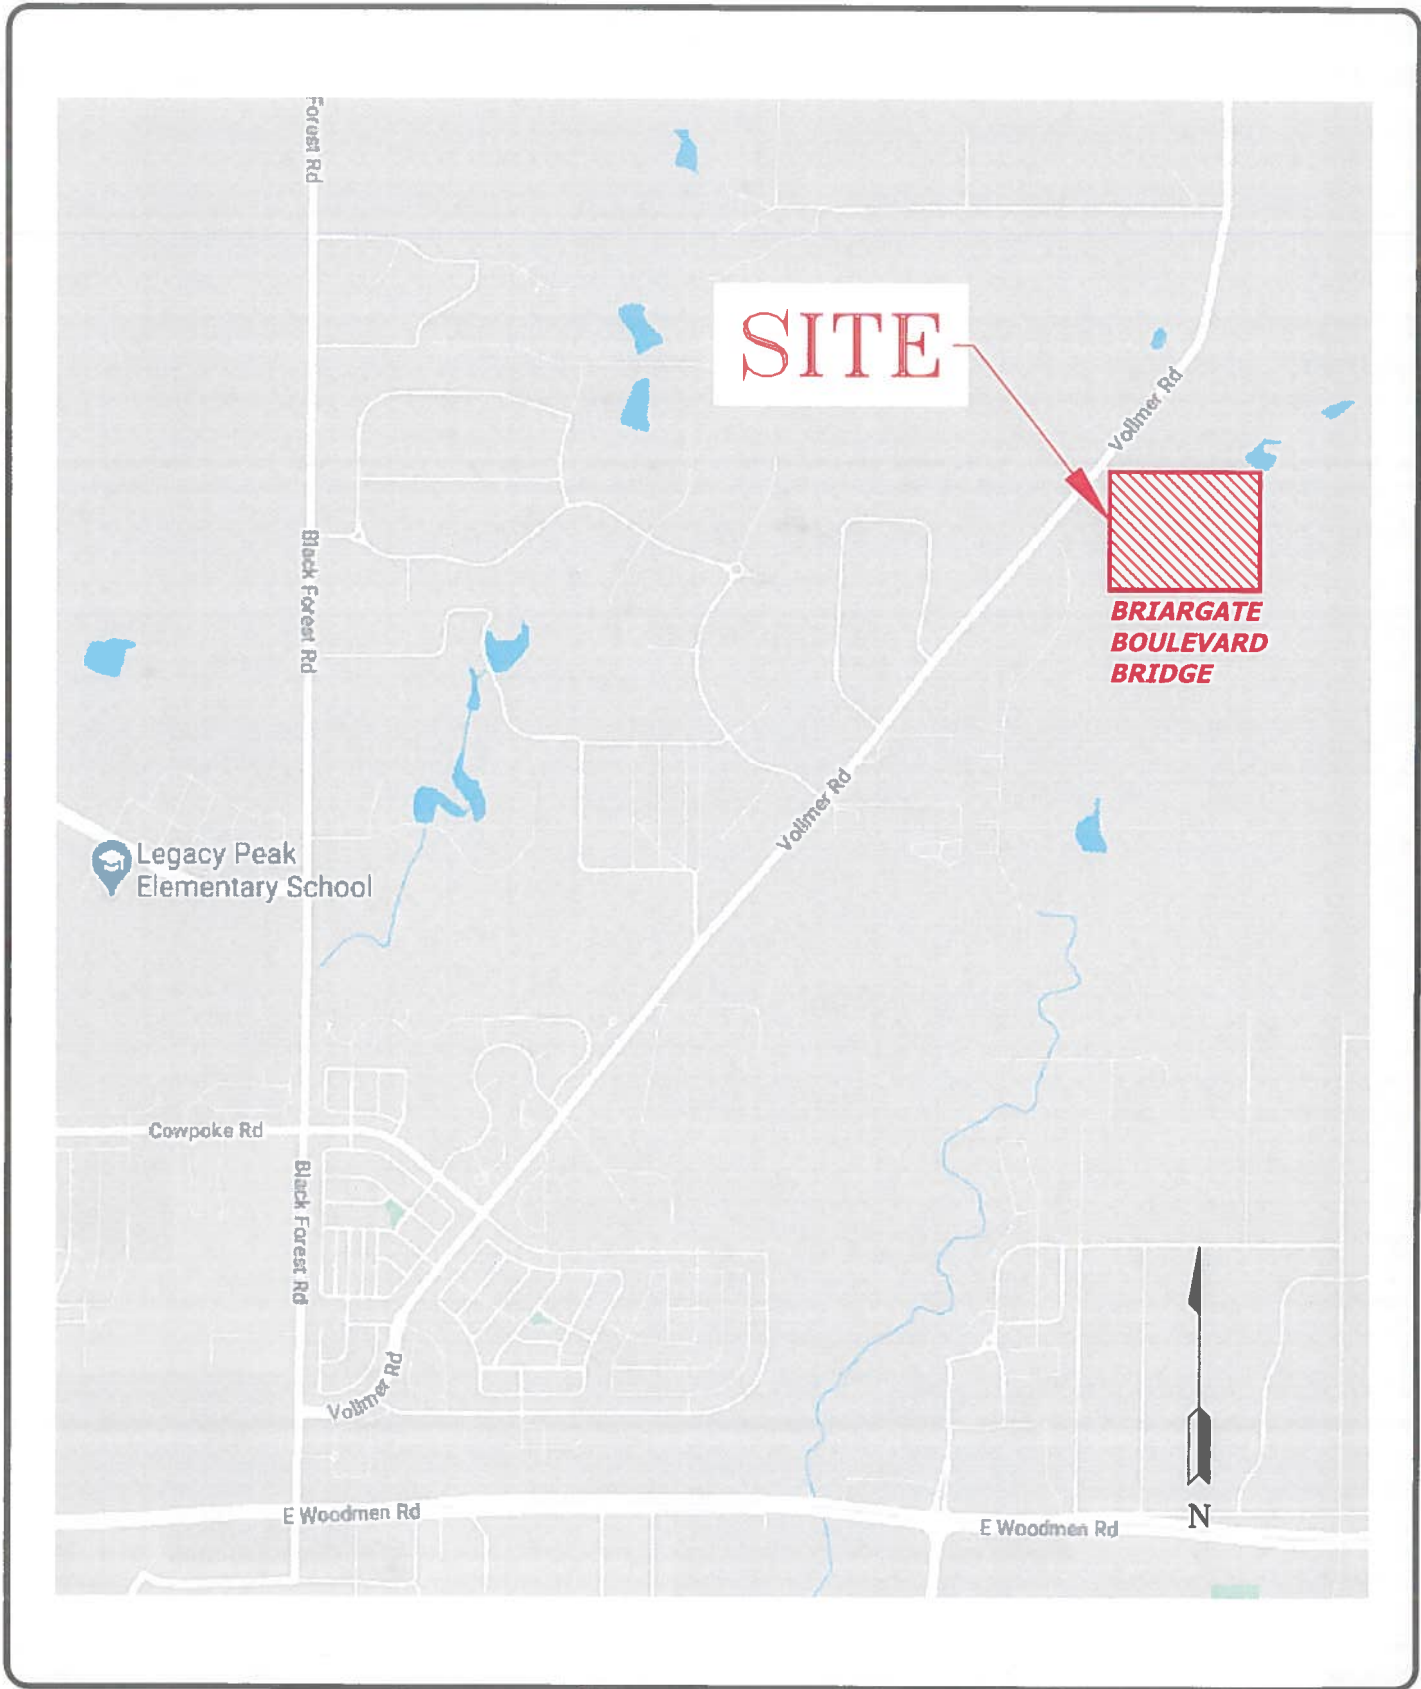 Forest Rd
SITE
Vollmer Rd
Black Forest Rd
BRIARGATE
BOULEVARD
BRIDGE
Vollmer Rd
Legacy Peak
Elementary School
Cowpoke Rd
Black Forest Rd
Vollmer Rd
E Woodmen Rd
E Woodmen Rd
N